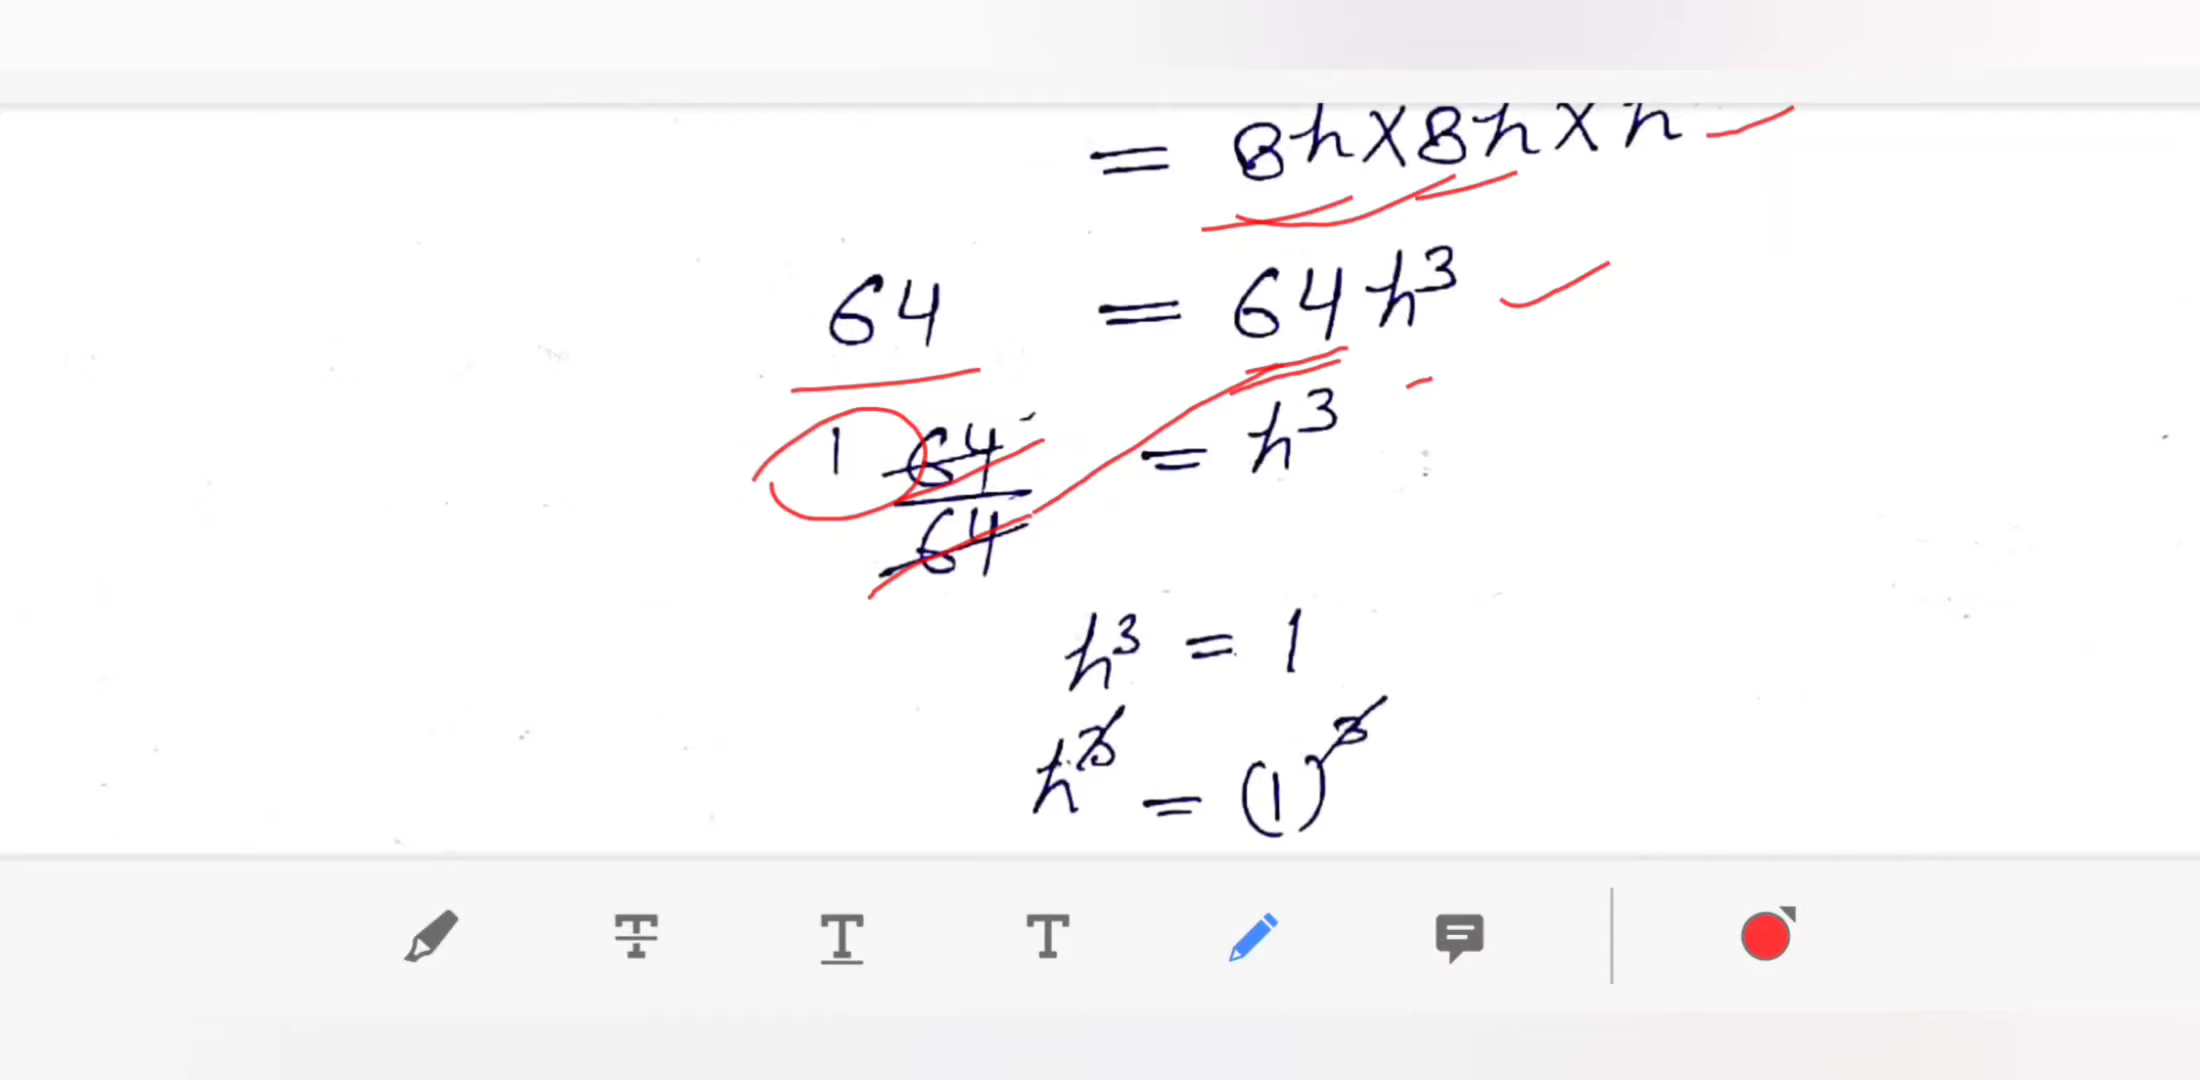 = 8h×8h×h
64 = 64h³
1 64/64 = h³
h³ = 1
h³ = (1)³